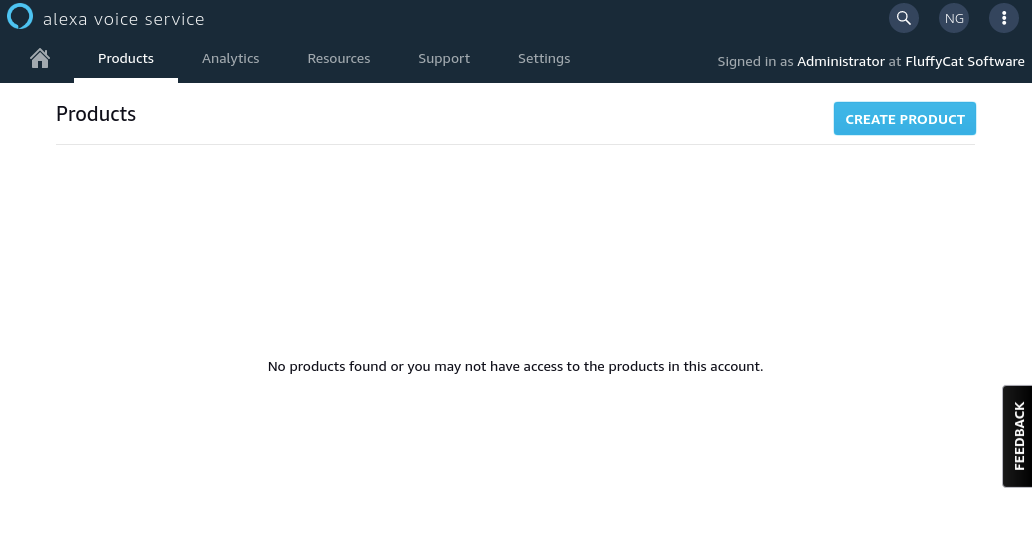 alexa voice service
NG
Products Analytics Resources Support Settings
Signed in as Administrator at FluffyCat Software
Products
CREATE PRODUCT
No products found or you may not have access to the products in this account.
FEEDBACK